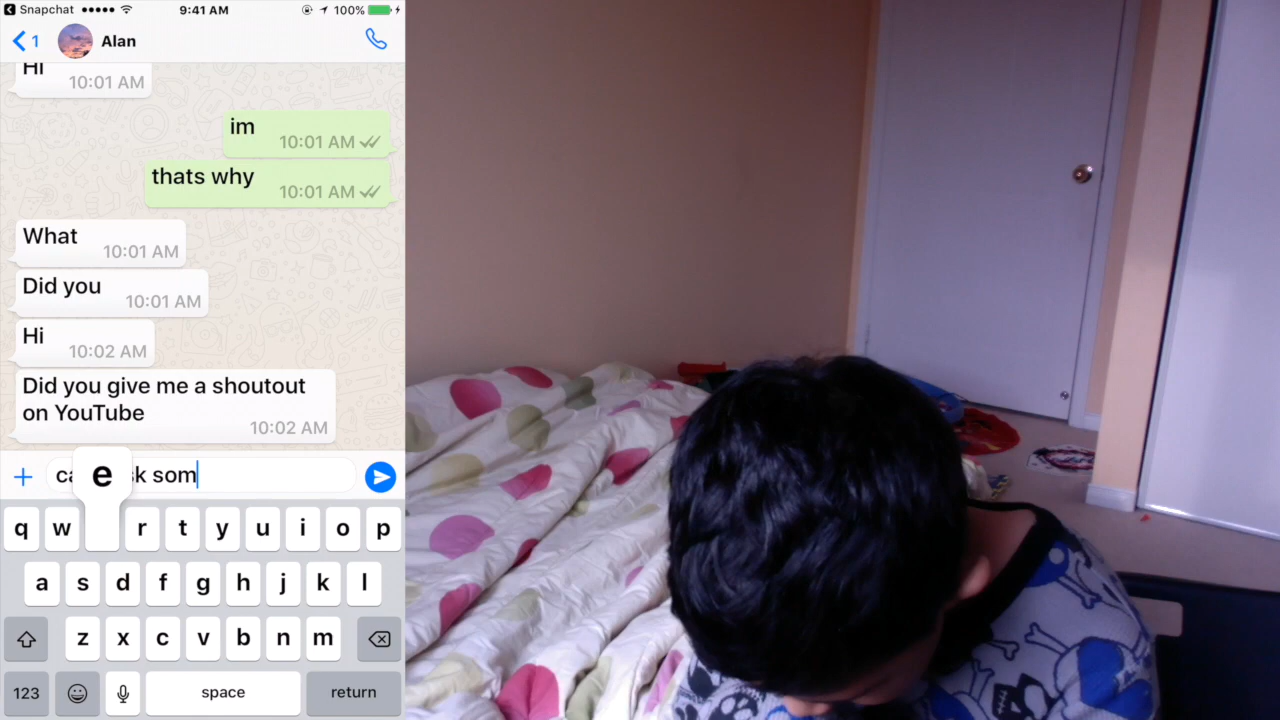 Snapchat 9:41 AM 100%
1 Alan
Hi
10:01 AM
im
10:01 AM
thats why
10:01 AM
What
10:01 AM
Did you
10:01 AM
Hi
10:02 AM
Did you give me a shoutout
on YouTube
10:02 AM
e
sk som
q w r t y u i o p
a s d f g h j k l
z x c v b n m
123 space return